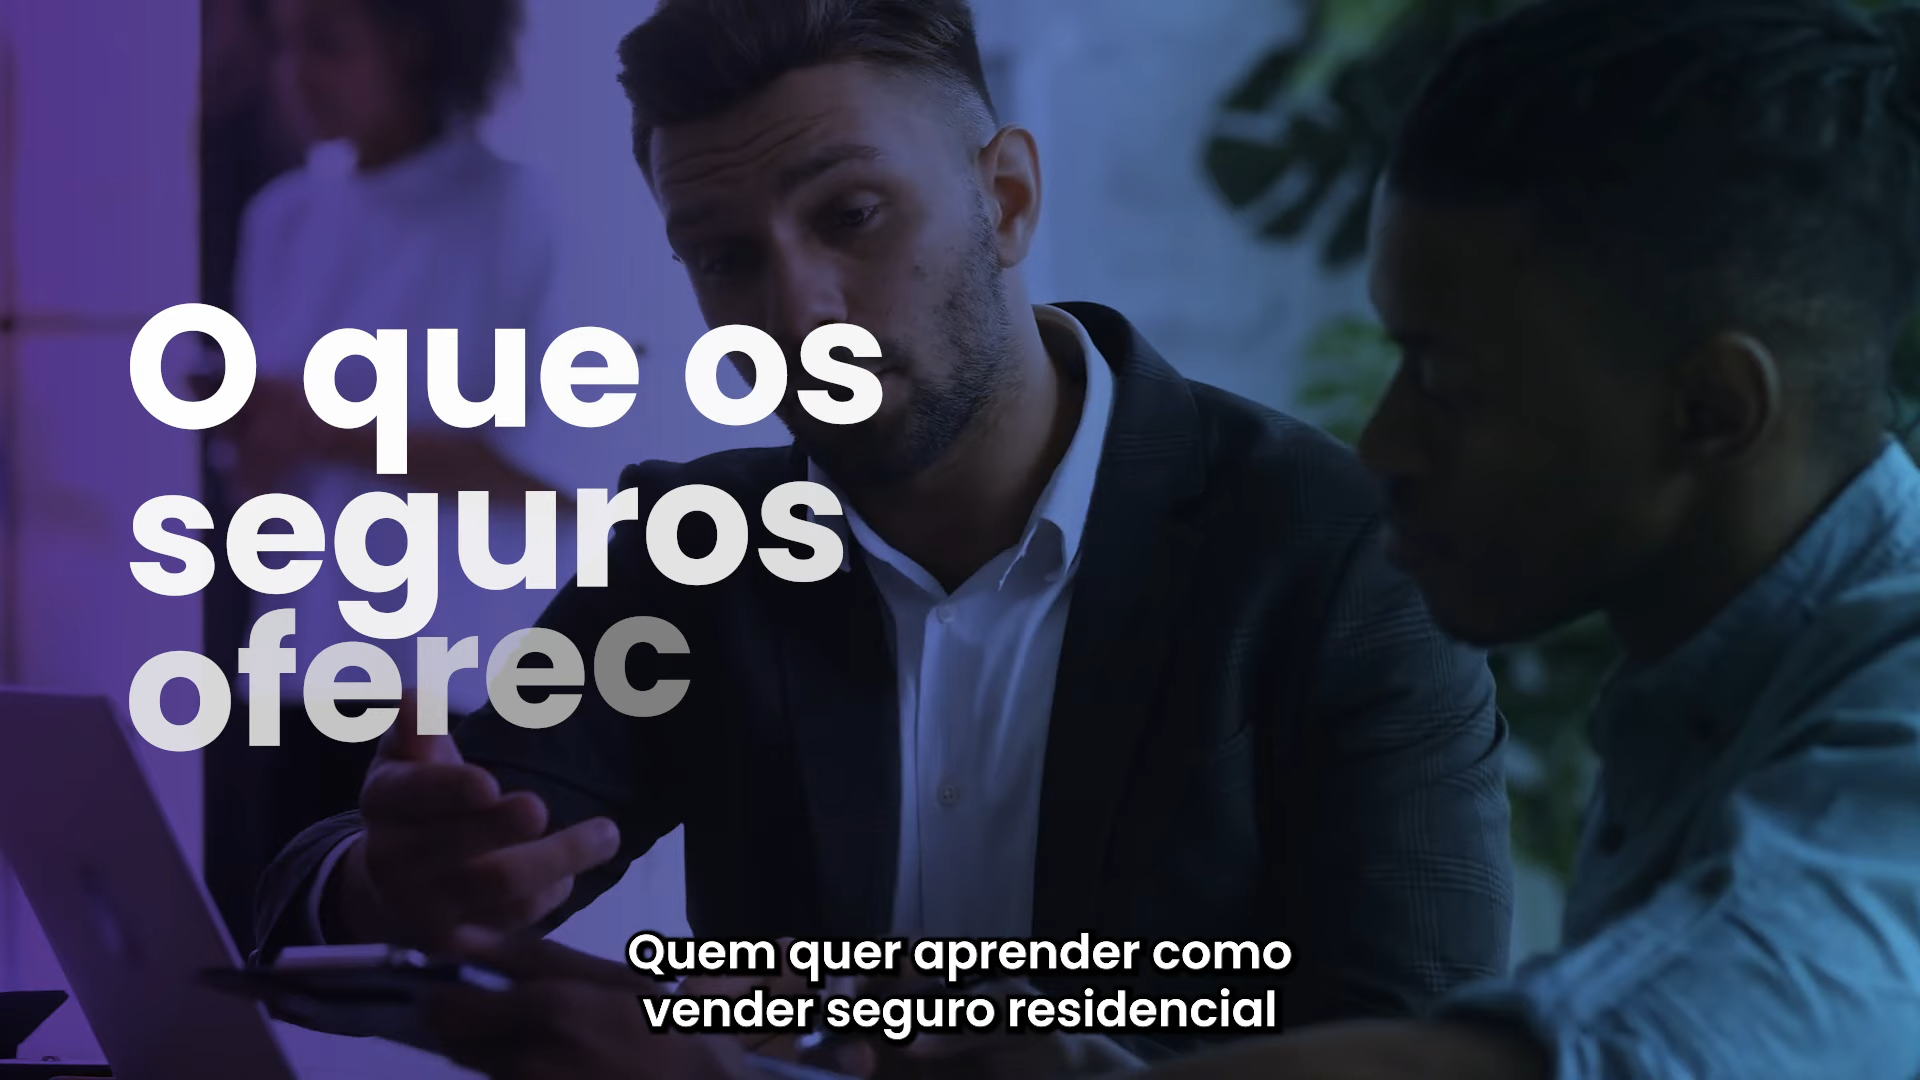 O que os
seguros
oferec
Quem quer aprender como
vender seguro residencial